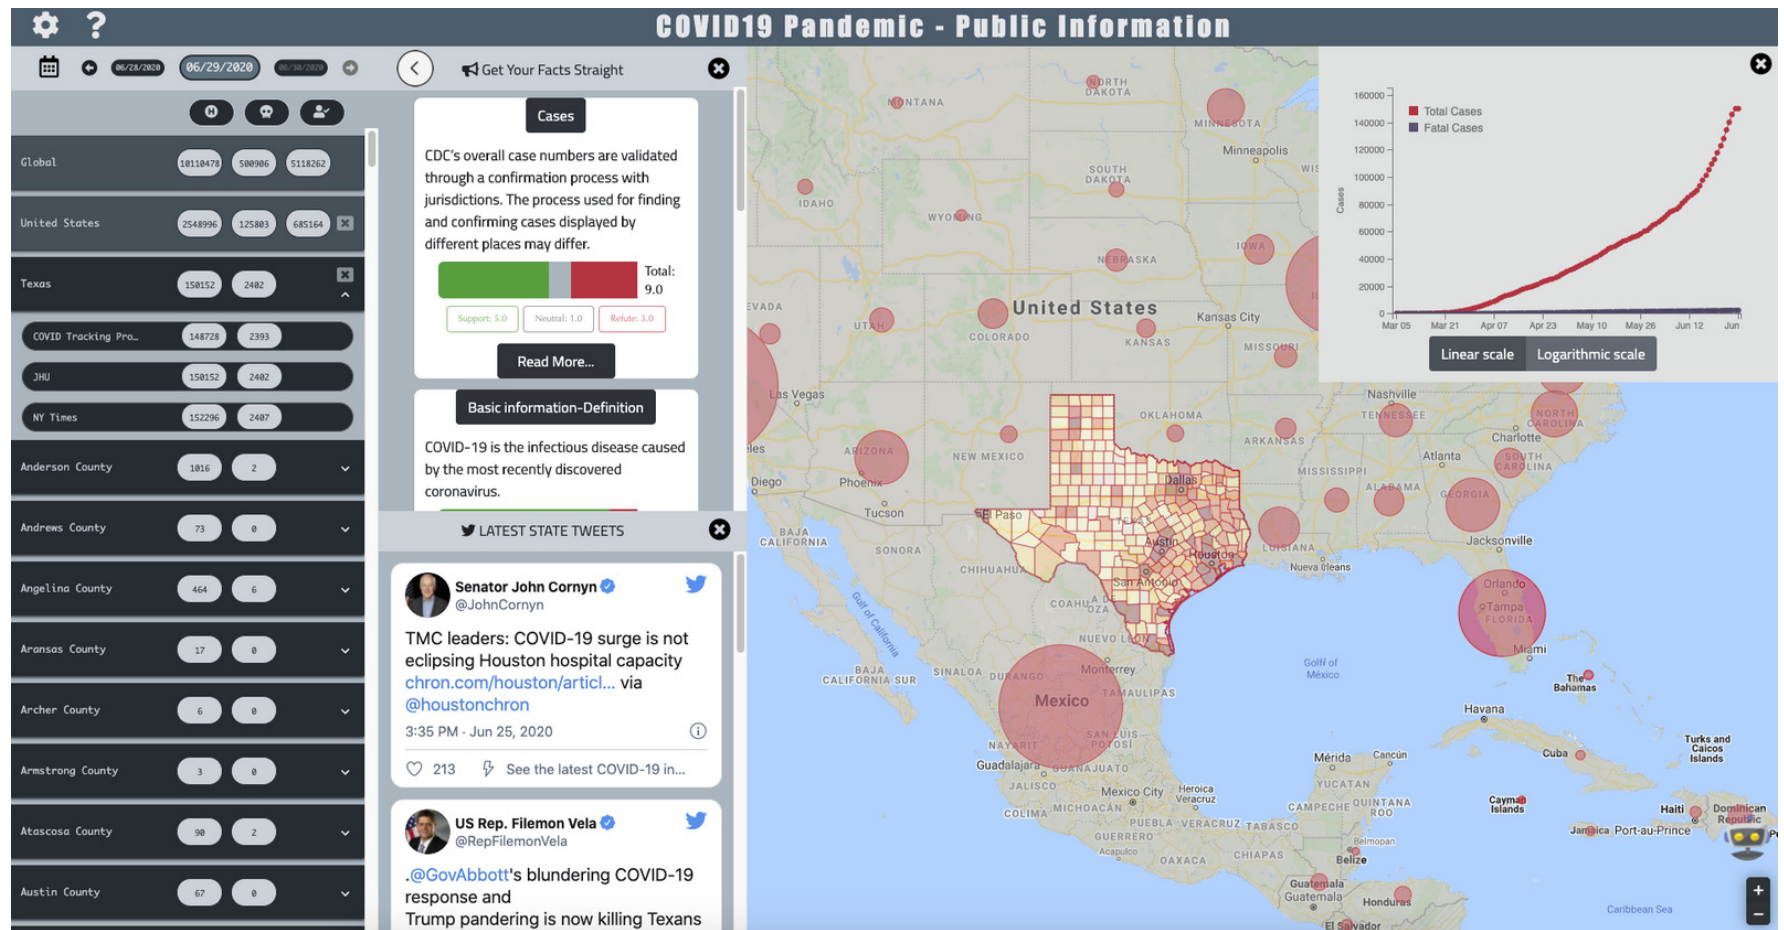 COVID19 Pandemic - Public Information
06/28/2020
06/29/2020
06/30/2020
Global 10110478 500906 5118262
United States 2548996 125803 685164
Texas 150152 2402
COVID Tracking Pro… 148728 2393
JHU 150152 2402
NY Times 152296 2407
Anderson County 1016 2
Andrews County 73 0
Angelina County 464 6
Aransas County 17 0
Archer County 6 0
Armstrong County 3 0
Atascosa County 90 2
Austin County 67 0
Get Your Facts Straight
Cases
CDC's overall case numbers are validated
through a confirmation process with
jurisdictions. The process used for finding
and confirming cases displayed by
different places may differ.
Total:
9.0
Support: 5.0
Neutral: 1.0
Refute: 3.0
Read More...
Basic information-Definition
COVID-19 is the infectious disease caused
by the most recently discovered
coronavirus.
LATEST STATE TWEETS
Senator John Cornyn
@JohnCornyn
TMC leaders: COVID-19 surge is not
eclipsing Houston hospital capacity
chron.com/houston/articl... via
@houstonchron
3:35 PM · Jun 25, 2020
213
See the latest COVID-19 in...
US Rep. Filemon Vela
@RepFilemonVela
.@GovAbbott's blundering COVID-19
response and
Trump pandering is now killing Texans
NORTH
DAKOTA
MONTANA
MINNESOTA
Minneapolis
SOUTH
DAKOTA
WIS
IDAHO
WYOMING
IOWA
NEBRASKA
EVADA
UTAH
United States
COLORADO
Kansas City
KANSAS
MISSOURI
IL
Las Vegas
Nashville
TENNESSEE
NORTH
CAROLINA
Charlotte
OKLAHOMA
ARKANSAS
les
ARIZONA
NEW MEXICO
Atlanta
SOUTH
CAROLINA
MISSISSIPPI
Diego
Phoenix
Dallas
ALABAMA
GEORGIA
Tucson
El Paso
TEXAS
BAJA
CALIFORNIA
SONORA
Austin
Houston
LOUISIANA
Jacksonville
Nueva Orleans
CHIHUAHUA
San Antonio
Orlando
COAHUILA DE
ZA
Tampa
FLORIDA
Gulf of
California
NUEVO LEON
Miami
BAJA
CALIFORNIA SUR
SINALOA
DURANGO
Monterrey
Golfo de
México
The
Bahamas
Mexico
TAMAULIPAS
Havana
SAN LUIS
POTOSÍ
NAYARIT
Turks and
Caicos
Islands
Guadalajara
GUANAJUATO
Mérida
Cancún
Cuba
JALISCO
Mexico City
Heroica
Veracruz
YUCATAN
CAMPECHE
QUINTANA
ROO
Cayman
Islands
Haiti
Dominican
Republic
MICHOACÁN
COLIMA
PUEBLA
VERACRUZ
TABASCO
Jamaica
Port-au-Prince
GUERRERO
Acapulco
OAXACA
CHIAPAS
Belmopan
Belize
Guatemala
Guatemala
Honduras
El Salvador
Caribbean Sea
160000
140000
120000
100000
80000
60000
40000
20000
0
Cases
Total Cases
Fatal Cases
Mar 05 Mar 21 Apr 07 Apr 23 May 10 May 26 Jun 12 Jun
Linear scale
Logarithmic scale